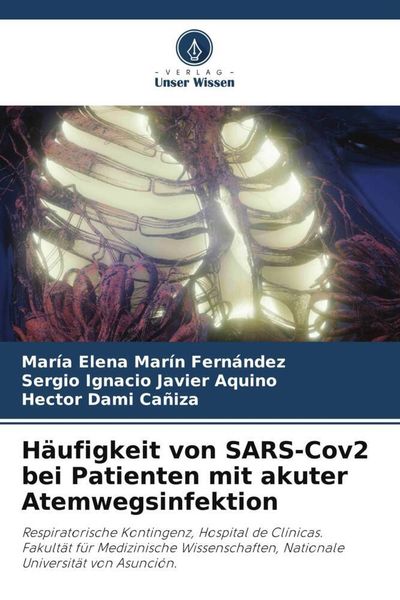 – VERLAG –
Unser Wissen
María Elena Marín Fernández
Sergio Ignacio Javier Aquino
Hector Dami Cañiza
Häufigkeit von SARS-Cov2
bei Patienten mit akuter
Atemwegsinfektion
Respiratorische Kontingenz, Hospital de Clínicas.
Fakultät für Medizinische Wissenschaften, Nationale
Universität von Asunción.